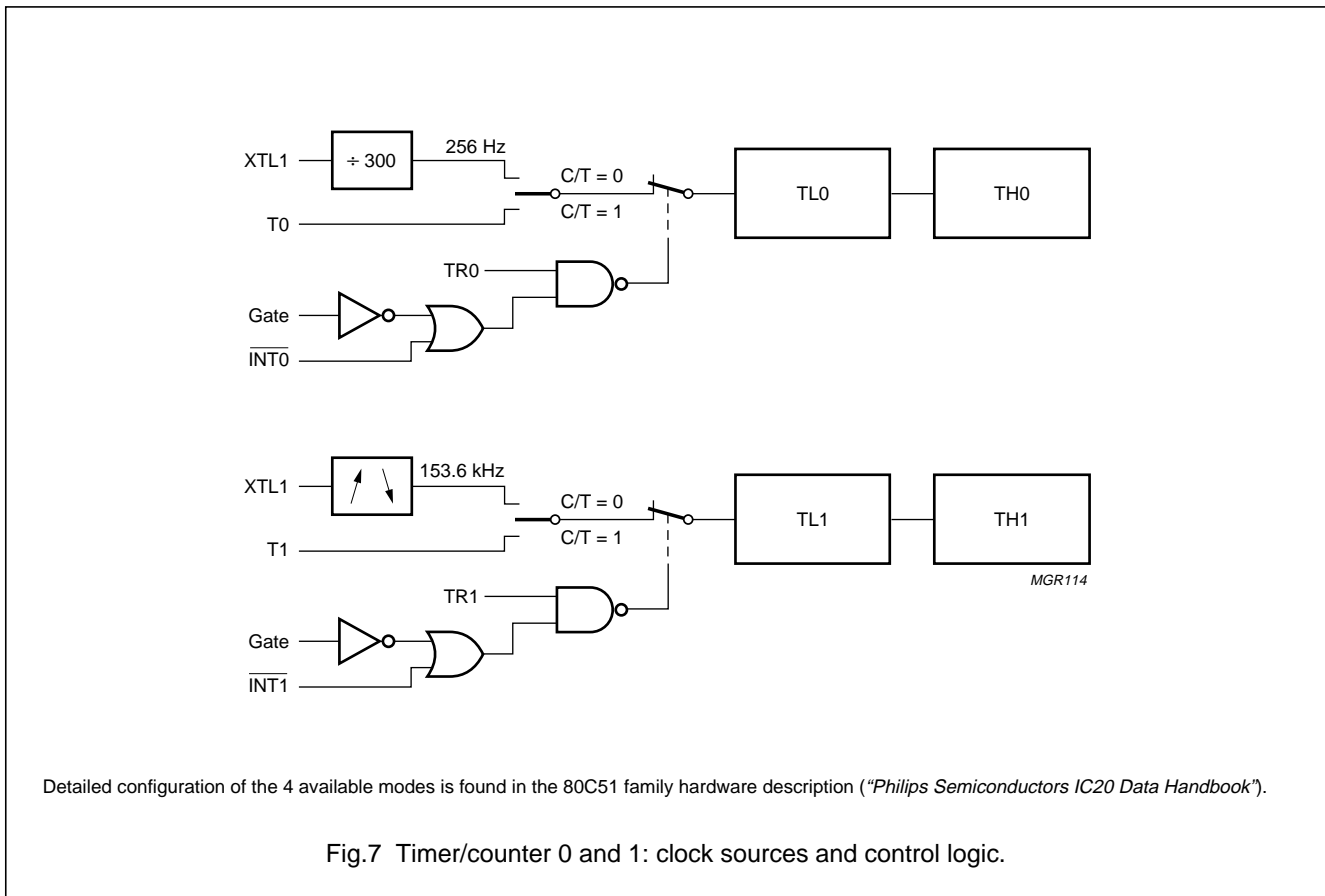 XTL1
÷ 300
256 Hz
T0
C/T = 0
C/T = 1
TL0
TH0
TR0
Gate
INT0
XTL1
153.6 kHz
T1
C/T = 0
C/T = 1
TL1
TH1
MGR114
TR1
Gate
INT1
Detailed configuration of the 4 available modes is found in the 80C51 family hardware description (“Philips Semiconductors IC20 Data Handbook”).
Fig.7 Timer/counter 0 and 1: clock sources and control logic.